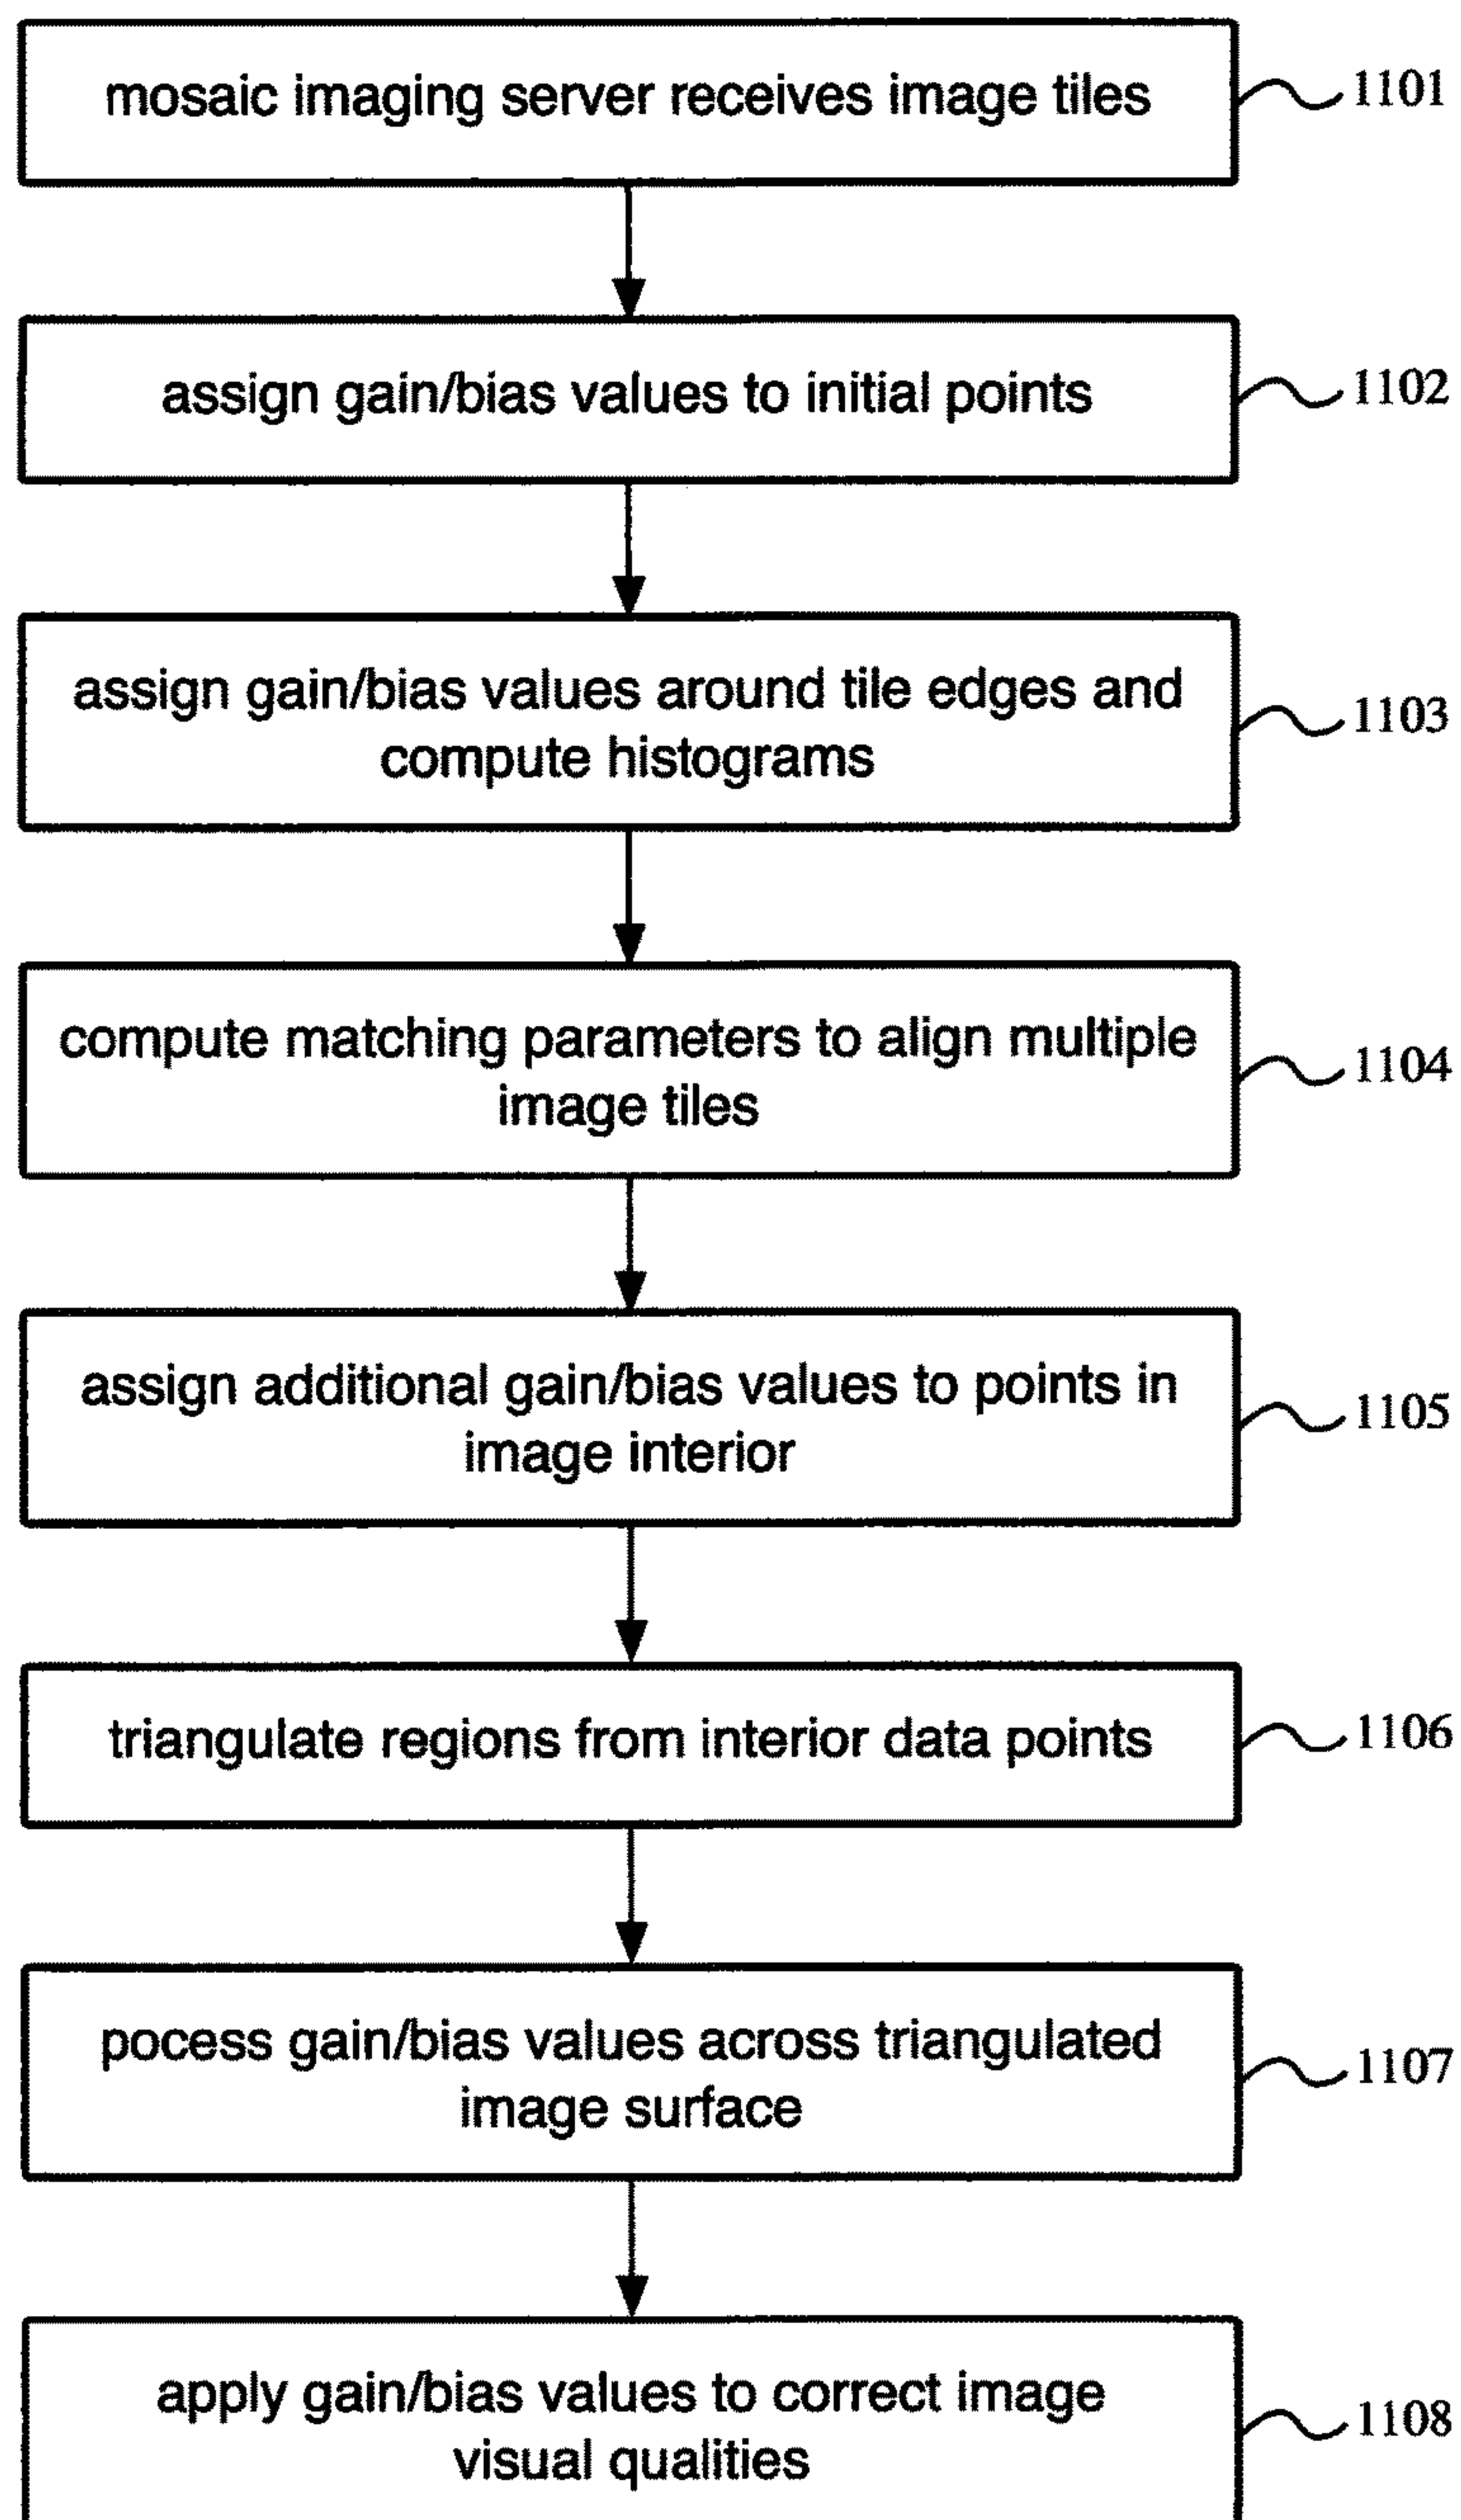 mosaic imaging server receives image tiles
1101
assign gain/bias values to initial points
1102
assign gain/bias values around tile edges and
compute histograms
1103
compute matching parameters to align multiple
image tiles
1104
assign additional gain/bias values to points in
image interior
1105
triangulate regions from interior data points
1106
pocess gain/bias values across triangulated
image surface
1107
apply gain/bias values to correct image
visual qualities
1108